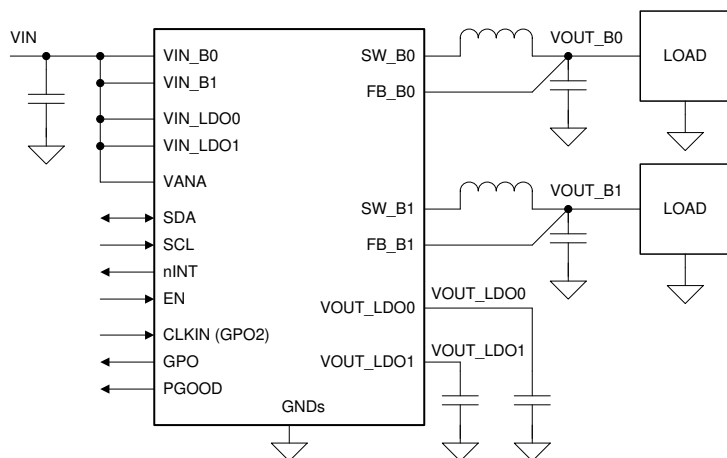 VIN
VIN_B0
VIN_B1
VIN_LDO0
VIN_LDO1
VANA
SDA
SCL
nINT
EN
CLKIN (GPO2)
GPO
PGOOD
GNDs
SW_B0
FB_B0
SW_B1
FB_B1
VOUT_LDO0
VOUT_LDO1
VOUT_B0
LOAD
VOUT_B1
LOAD
VOUT_LDO0
VOUT_LDO1